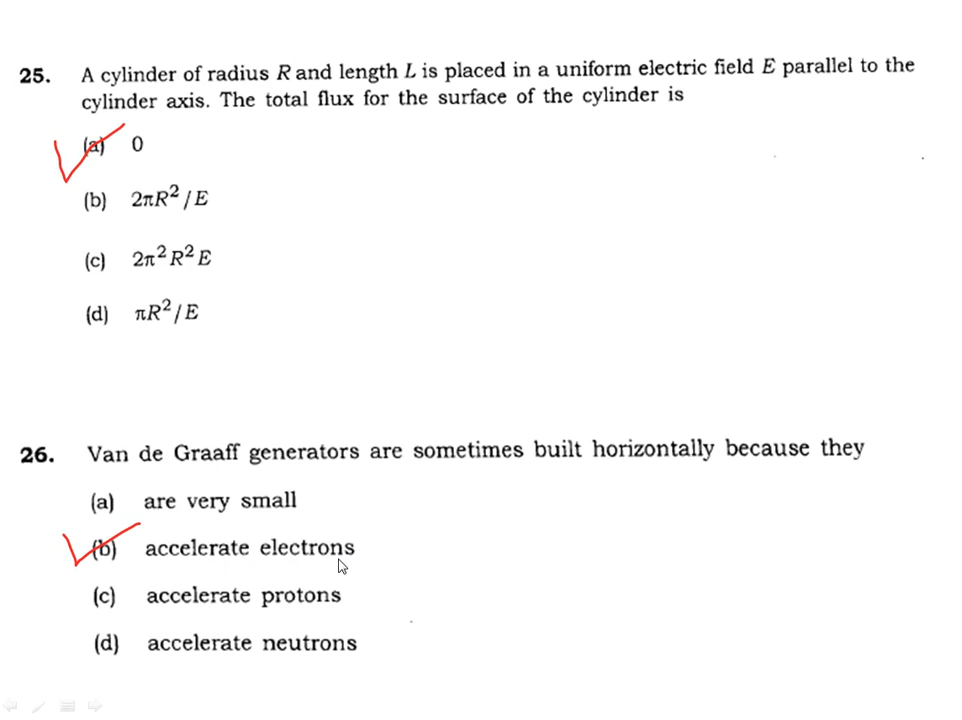 25. A cylinder of radius R and length L is placed in a uniform electric field E parallel to the
cylinder axis. The total flux for the surface of the cylinder is
(a) 0
(b) 2πR²/E
(c) 2π²R²E
(d) πR²/E
26. Van de Graaff generators are sometimes built horizontally because they
(a) are very small
(b) accelerate electrons
(c) accelerate protons
(d) accelerate neutrons